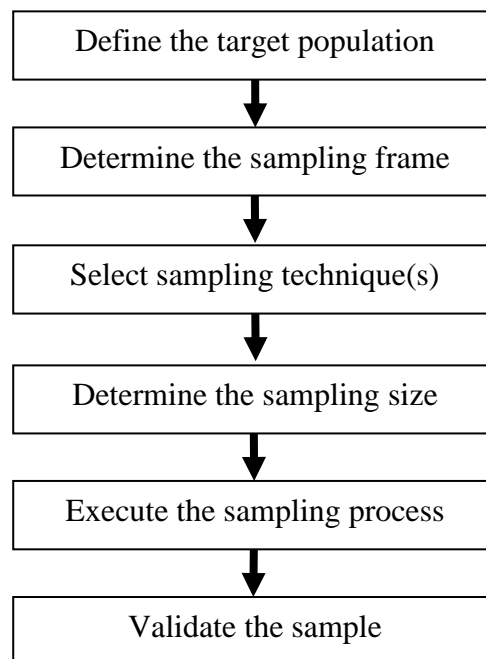 Define the target population
Determine the sampling frame
Select sampling technique(s)
Determine the sampling size
Execute the sampling process
Validate the sample